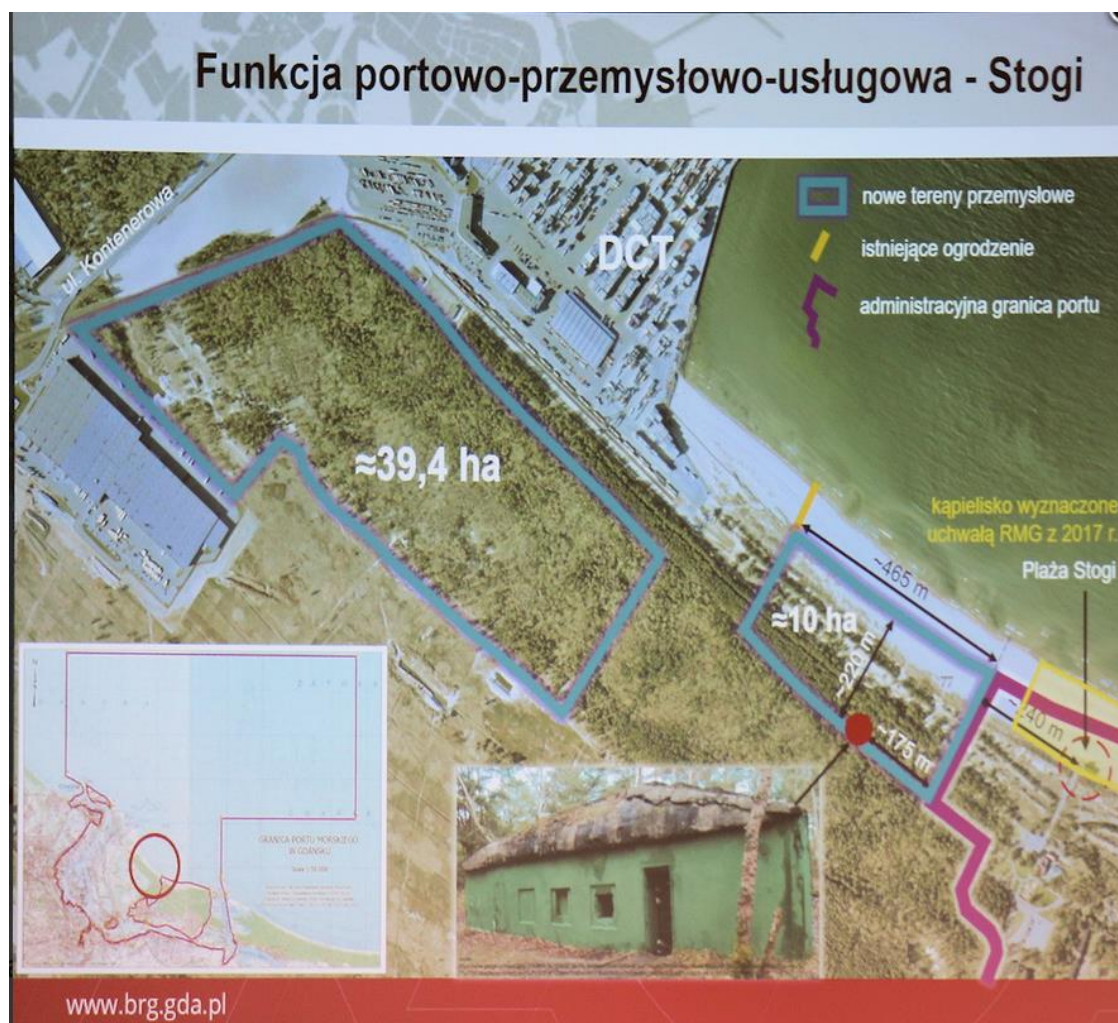 Funkcja portowo-przemysłowo-usługowa - Stogi
nowe tereny przemysłowe
istniejące ogrodzenie
administracyjna granica portu
ul. Kontenerowa
DCT
≈39,4 ha
kąpielisko wyznaczone
uchwałą RMG z 2017 r.
Plaża Stogi
~465 m
≈10 ha
~220 m
~175 m
GRANICA PORTU MORSKIEGO
W GDAŃSKU
www.brg.gda.pl